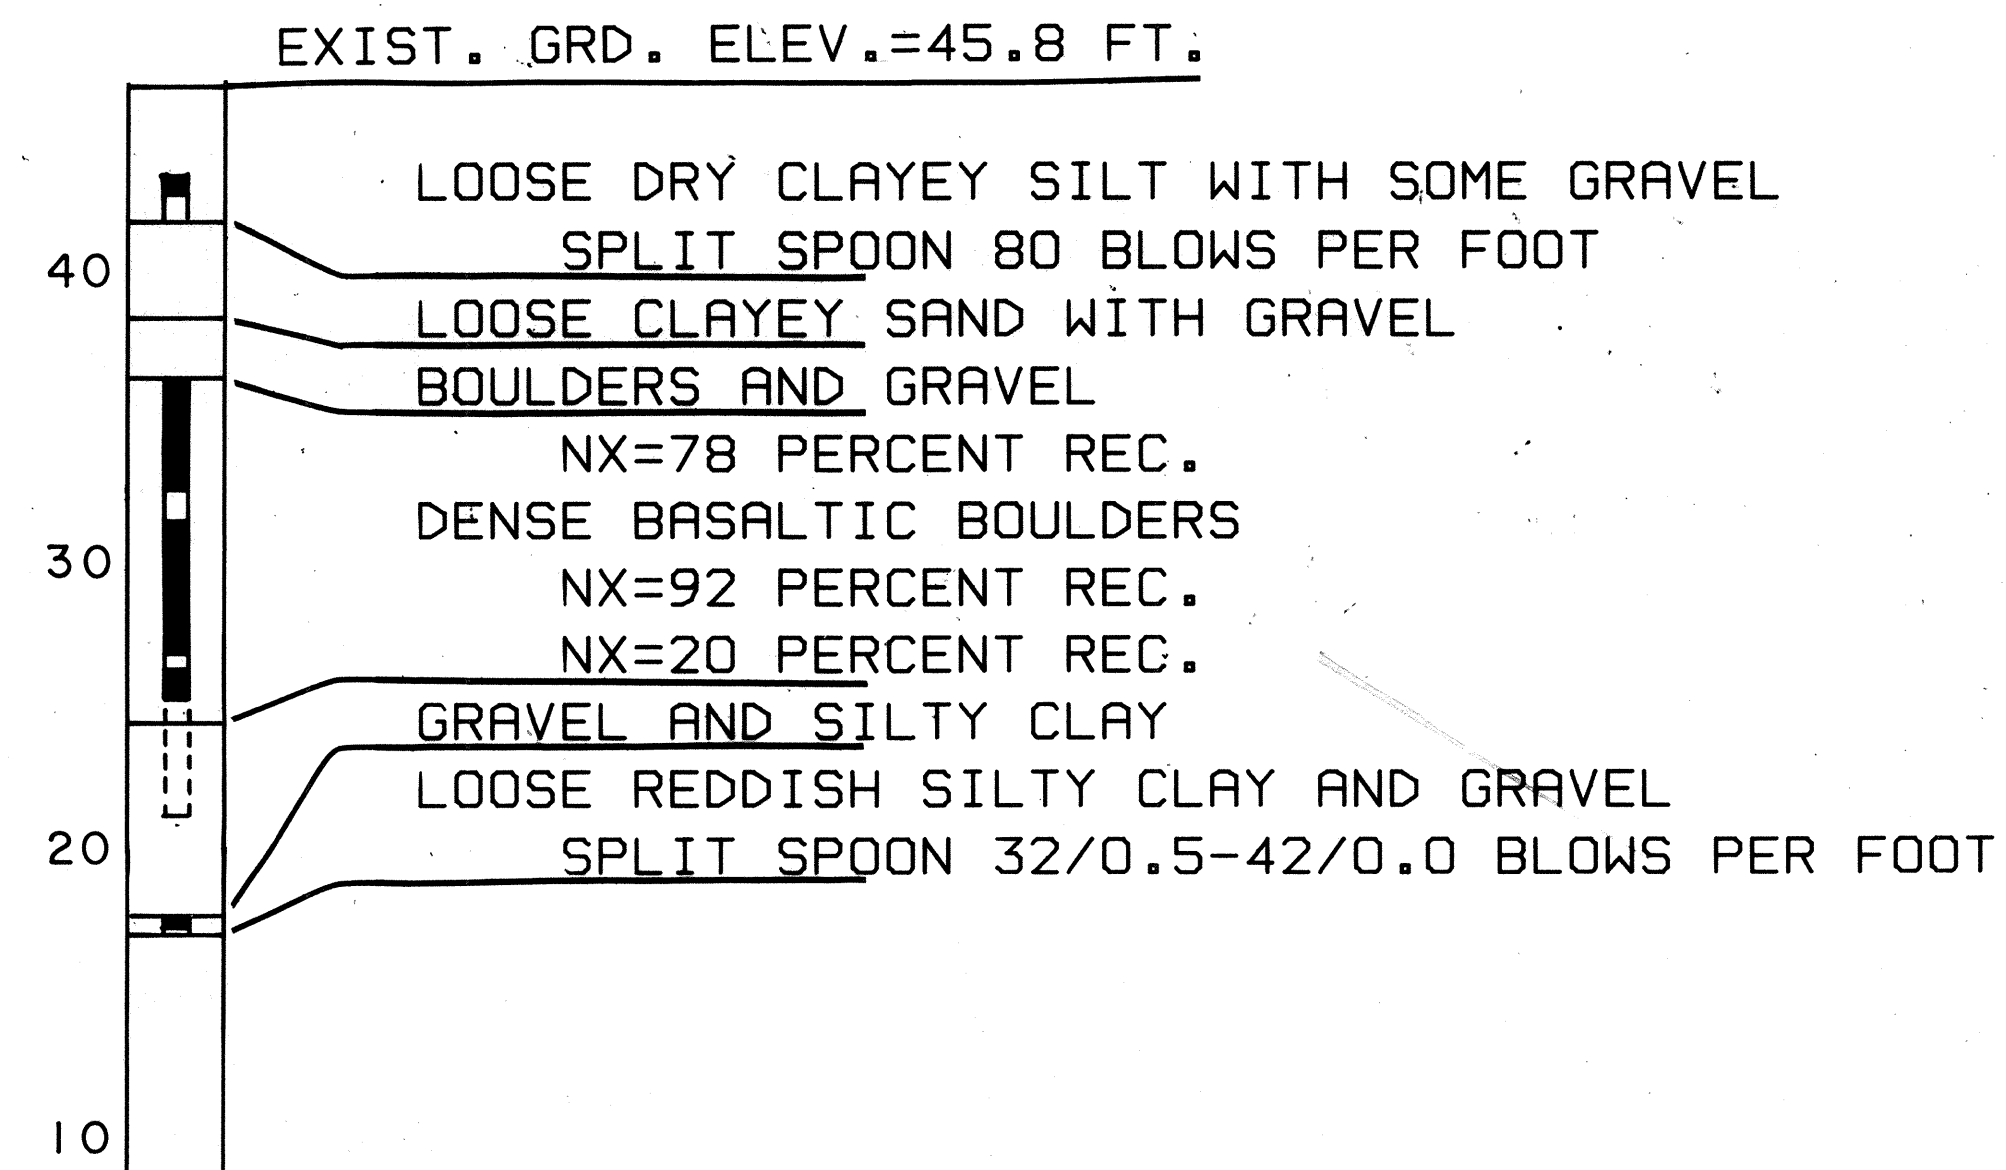 EXIST. GRD. ELEV.=45.8 FT.
LOOSE DRY CLAYEY SILT WITH SOME GRAVEL
SPLIT SPOON 80 BLOWS PER FOOT
40
LOOSE CLAYEY SAND WITH GRAVEL
BOULDERS AND GRAVEL
NX=78 PERCENT REC.
DENSE BASALTIC BOULDERS
30
NX=92 PERCENT REC.
NX=20 PERCENT REC.
GRAVEL AND SILTY CLAY
LOOSE REDDISH SILTY CLAY AND GRAVEL
20
SPLIT SPOON 32/0.5-42/0.0 BLOWS PER FOOT
10